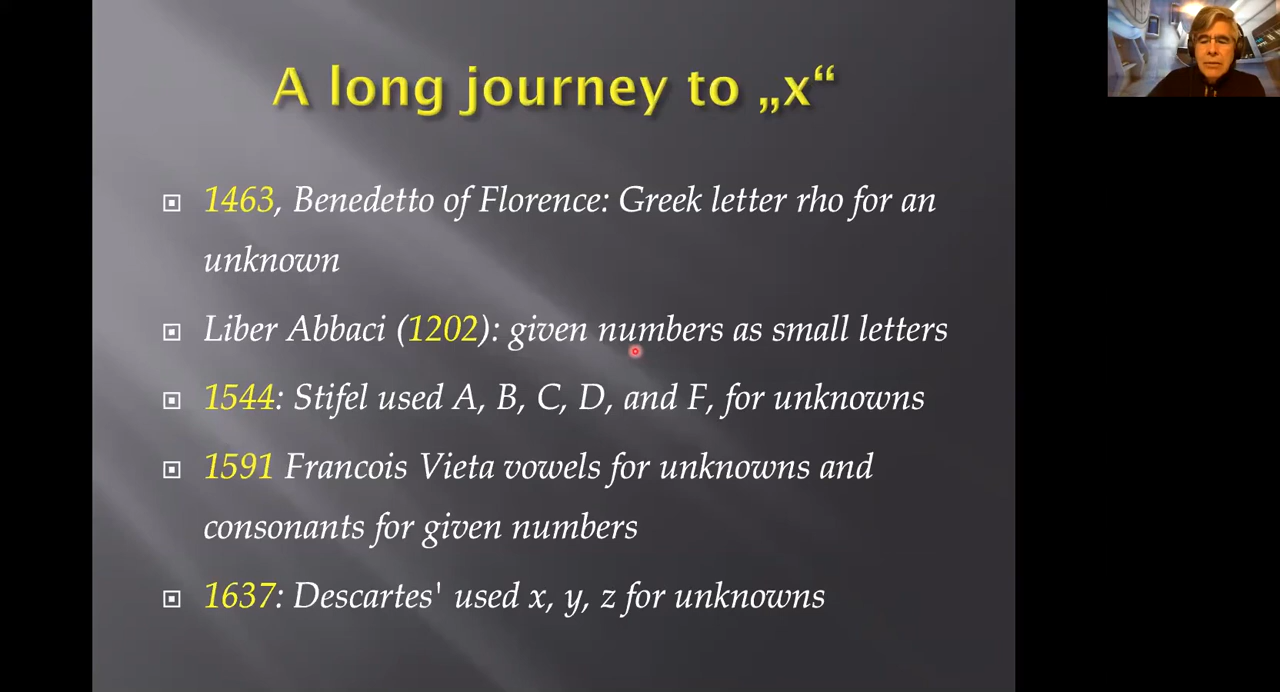 A long journey to „x“
1463, Benedetto of Florence: Greek letter rho for an
unknown
Liber Abbaci (1202): given numbers as small letters
1544: Stifel used A, B, C, D, and F, for unknowns
1591 Francois Vieta vowels for unknowns and
consonants for given numbers
1637: Descartes' used x, y, z for unknowns